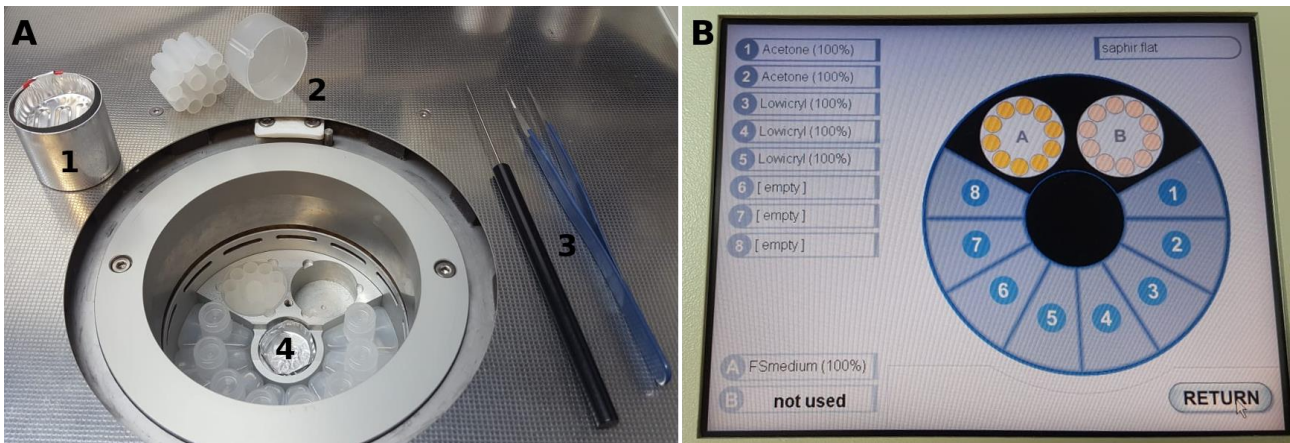 A
1
2
3
4
B
1 Acetone (100%)
2 Acetone (100%)
3 Lowicryl (100%)
4 Lowicryl (100%)
5 Lowicryl (100%)
6 [ empty ]
7 [ empty ]
8 [ empty ]
saphir flat
A B
8 1
7 2
6 3
5 4
A FSmedium (100%)
B not used
RETURN